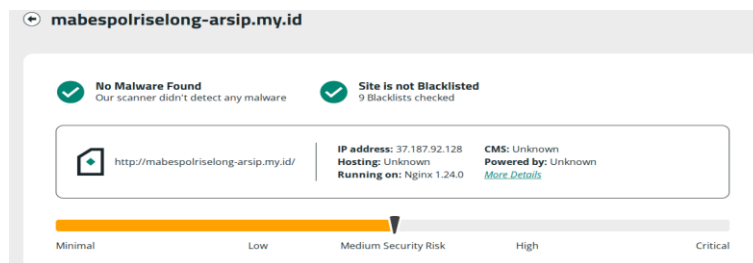 mabespolriselong-arsip.my.id
No Malware Found
Our scanner didn't detect any malware
Site is not Blacklisted
9 Blacklists checked
http://mabespolriselong-arsip.my.id/
IP address: 37.187.92.128
Hosting: Unknown
Running on: Nginx 1.24.0
CMS: Unknown
Powered by: Unknown
More Details
Minimal
Low
Medium Security Risk
High
Critical